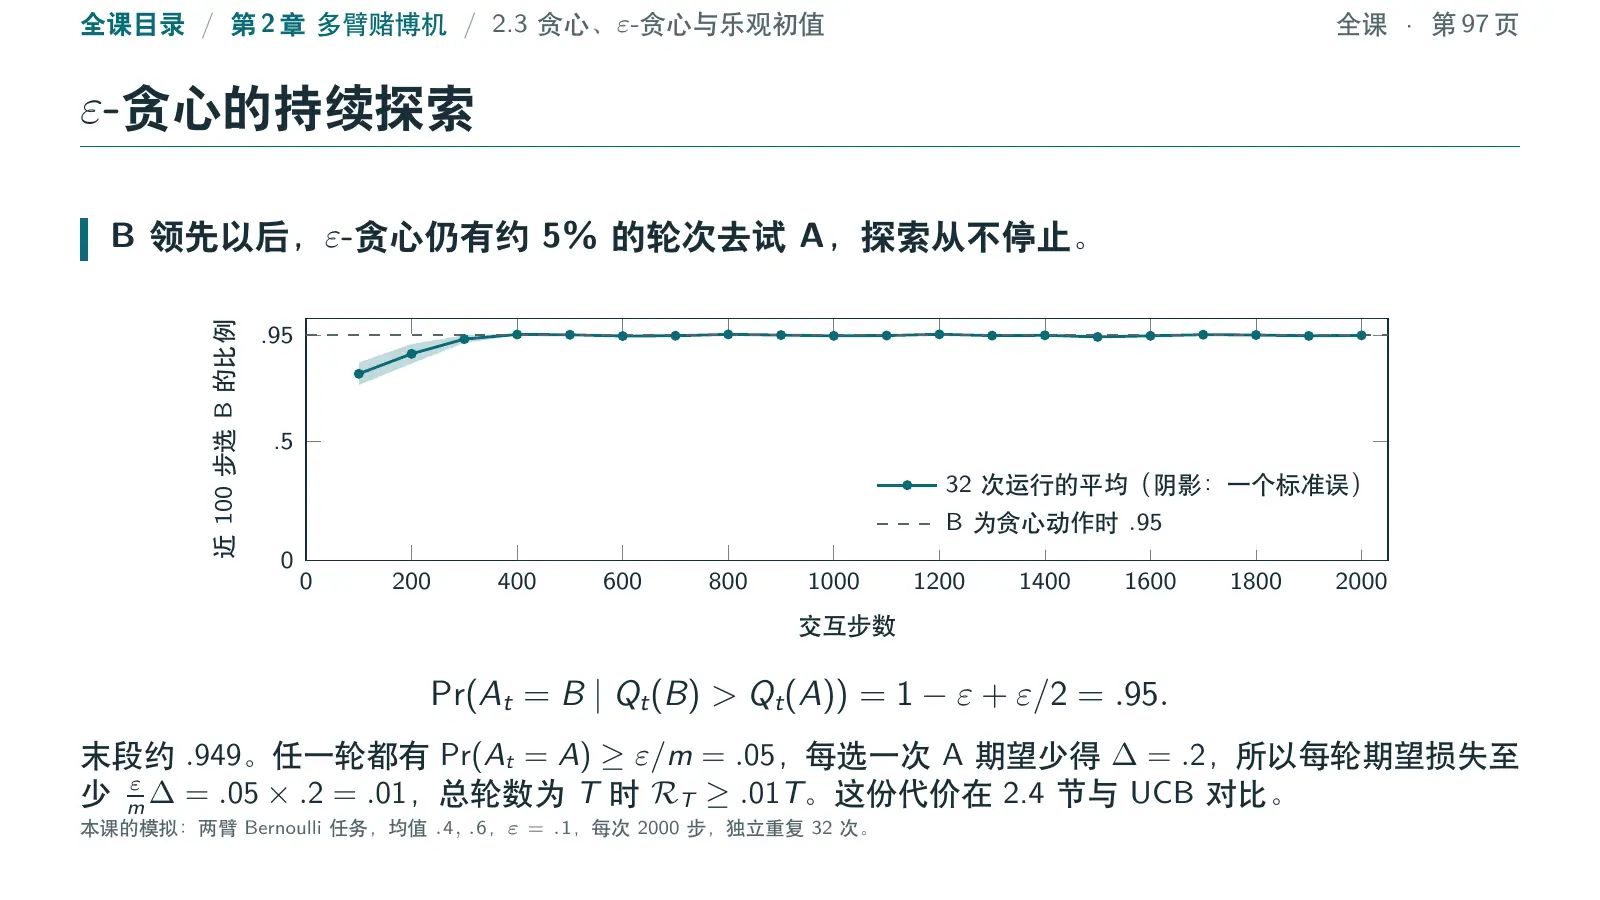 全课目录 / 第 2 章 多臂赌博机 / 2.3 贪心、ε-贪心与乐观初值
全课 · 第 97 页
ε-贪心的持续探索
B 领先以后，ε-贪心仍有约 5% 的轮次去试 A，探索从不停止。
近 100 步选 B 的比例
.95
.5
0
32 次运行的平均（阴影：一个标准误）
B 为贪心动作时 .95
0 200 400 600 800 1000 1200 1400 1600 1800 2000
交互步数
Pr(A_t = B | Q_t(B) > Q_t(A)) = 1 − ε + ε/2 = .95.
末段约 .949。任一轮都有 Pr(A_t = A) ≥ ε/m = .05，每选一次 A 期望少得 Δ = .2，所以每轮期望损失至
少 ε/m Δ = .05 × .2 = .01，总轮数为 T 时 R_T ≥ .01T。这份代价在 2.4 节与 UCB 对比。
本课的模拟：两臂 Bernoulli 任务，均值 .4, .6，ε = .1，每次 2000 步，独立重复 32 次。